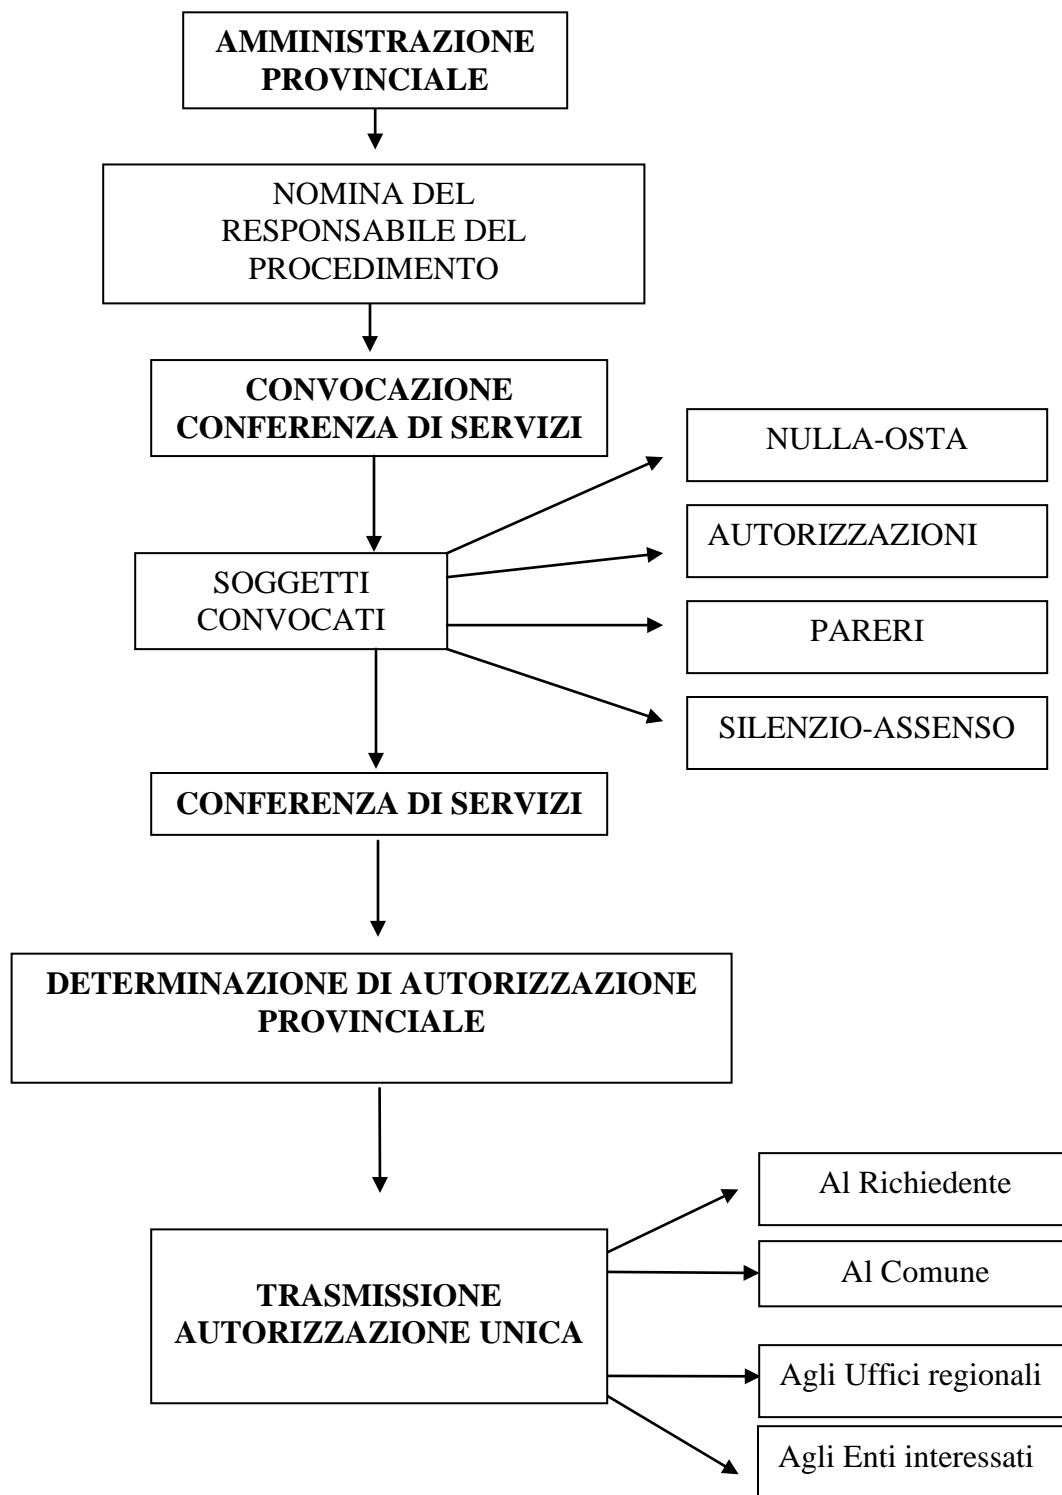 AMMINISTRAZIONE
PROVINCIALE
NOMINA DEL
RESPONSABILE DEL
PROCEDIMENTO
CONVOCAZIONE
CONFERENZA DI SERVIZI
NULLA-OSTA
AUTORIZZAZIONI
SOGGETTI
CONVOCATI
PARERI
SILENZIO-ASSENSO
CONFERENZA DI SERVIZI
DETERMINAZIONE DI AUTORIZZAZIONE
PROVINCIALE
Al Richiedente
Al Comune
TRASMISSIONE
AUTORIZZAZIONE UNICA
Agli Uffici regionali
Agli Enti interessati